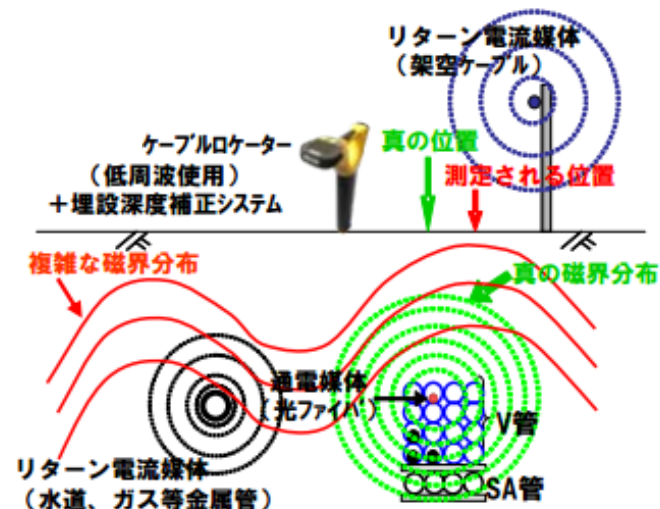 リターン電流媒体
（架空ケーブル）
ケーブルロケーター
（低周波使用）
＋埋設深度補正システム
真の位置
測定される位置
複雑な磁界分布
真の磁界分布
通電媒体
（光ファイバ）
V管
SA管
リターン電流媒体
（水道、ガス等金属管）